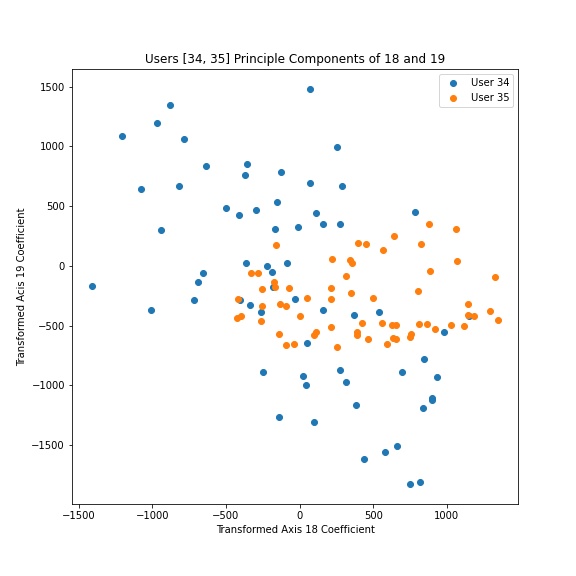 Users [34, 35] Principle Components of 18 and 19
User 34
User 35
1500
1000
500
0
−500
−1000
−1500
Transformed Acis 19 Coefficient
−1500
−1000
−500
0
500
1000
Transformed Axis 18 Coefficient